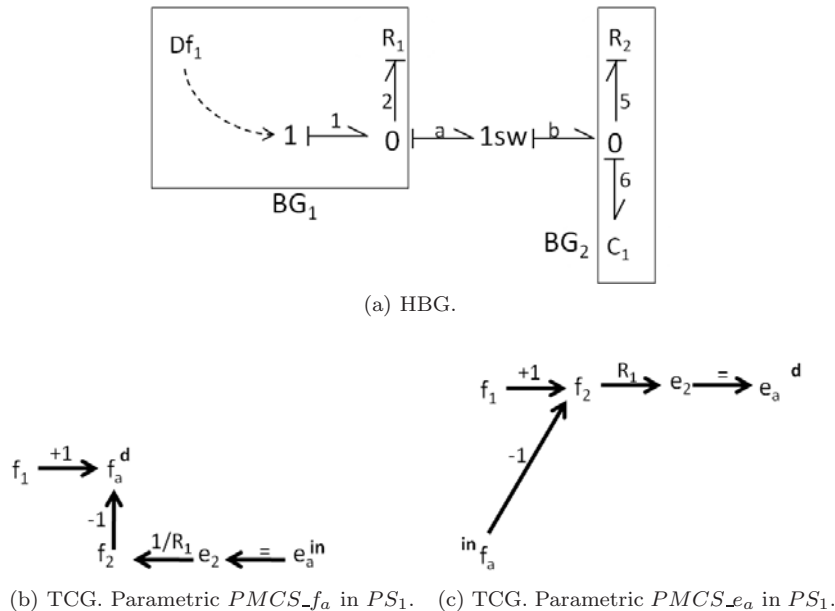 Df₁
R₁
R₂
2
5
1
1
0
a
1sw
b
0
6
BG₁
BG₂
C₁
(a) HBG.
f₁ +1 f₂ R₁ e₂ = eₐ d
f₁ +1 fₐ d
-1
-1
f₂ 1/R₁ e₂ = eₐ in
in fₐ
(b) TCG. Parametric PMCS_fₐ in PS₁.
(c) TCG. Parametric PMCS_eₐ in PS₁.